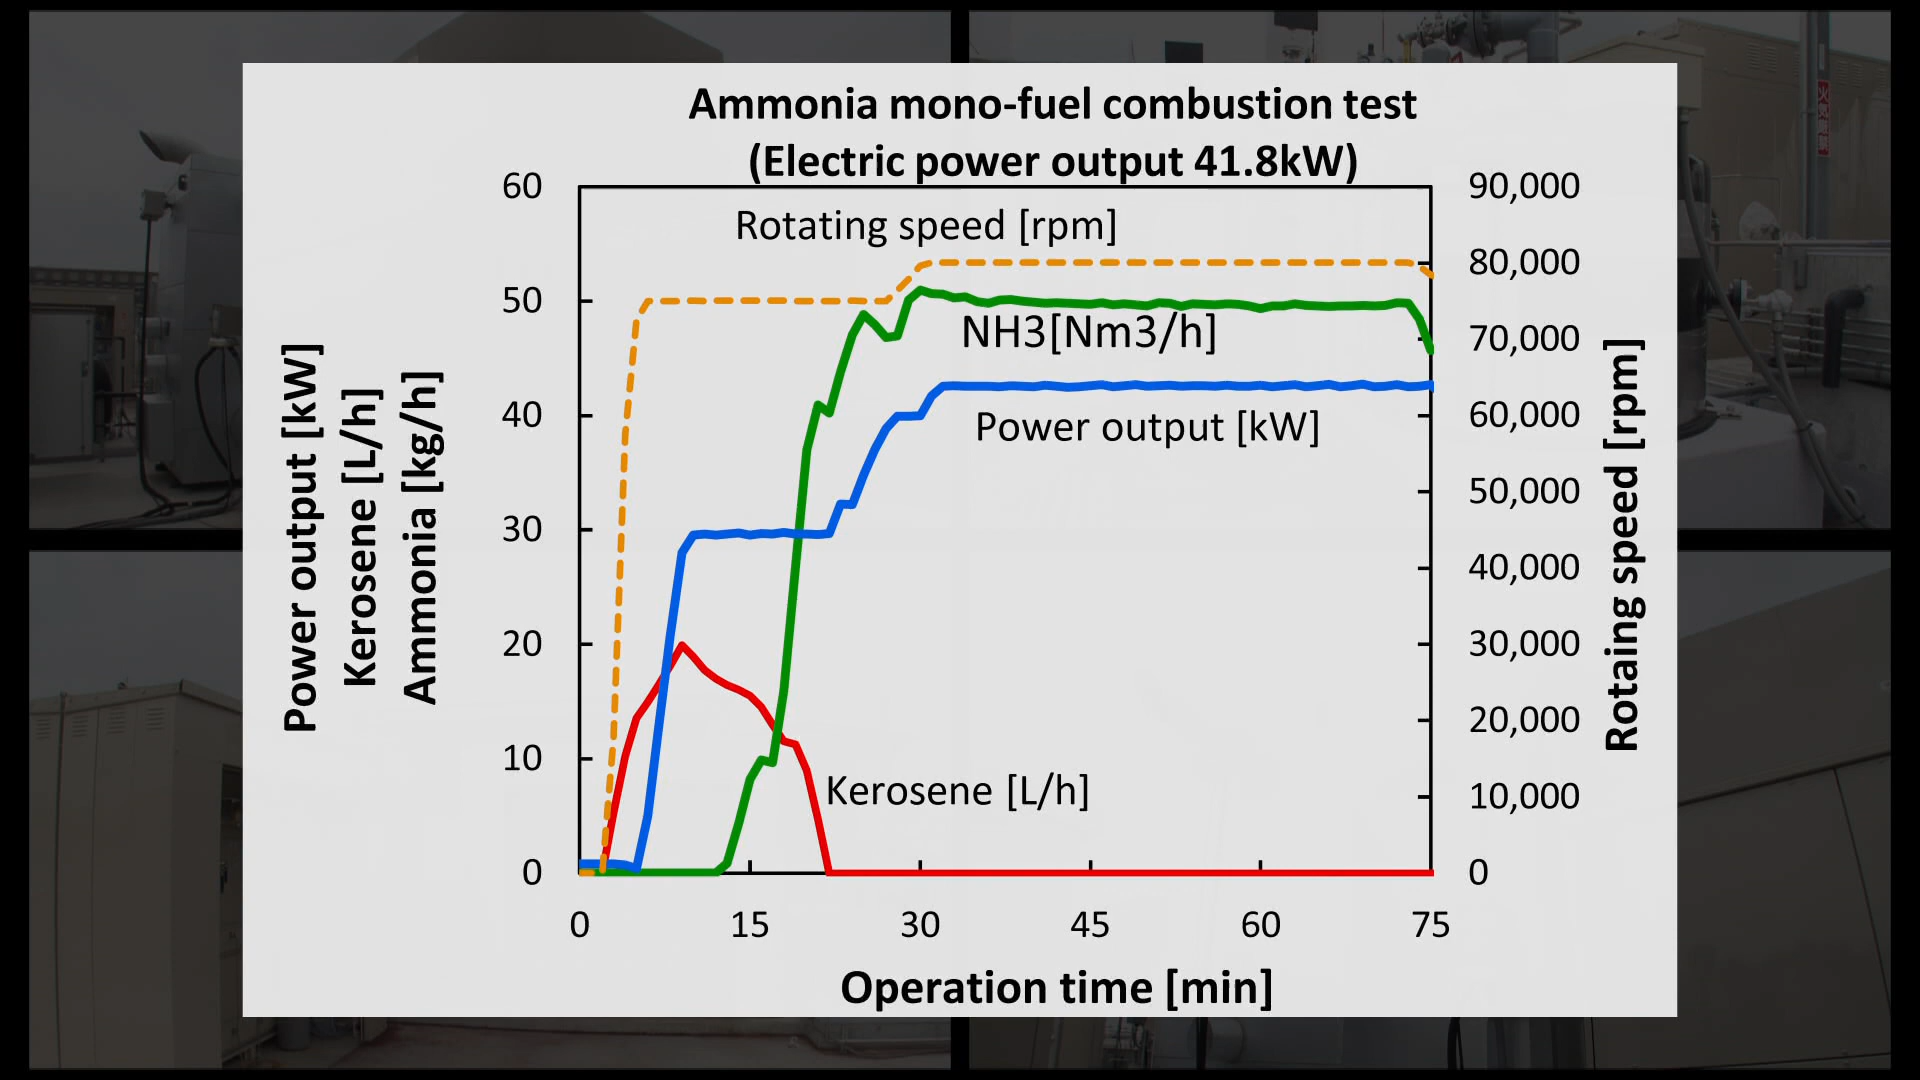 Ammonia mono-fuel combustion test
(Electric power output 41.8kW)
Power output [kW]
Kerosene [L/h]
Ammonia [kg/h]
60
50
40
30
20
10
0
Rotating speed [rpm]
NH3[Nm3/h]
Power output [kW]
Kerosene [L/h]
90,000
80,000
70,000
60,000
50,000
40,000
30,000
20,000
10,000
0
Rotaing speed [rpm]
0 15 30 45 60 75
Operation time [min]